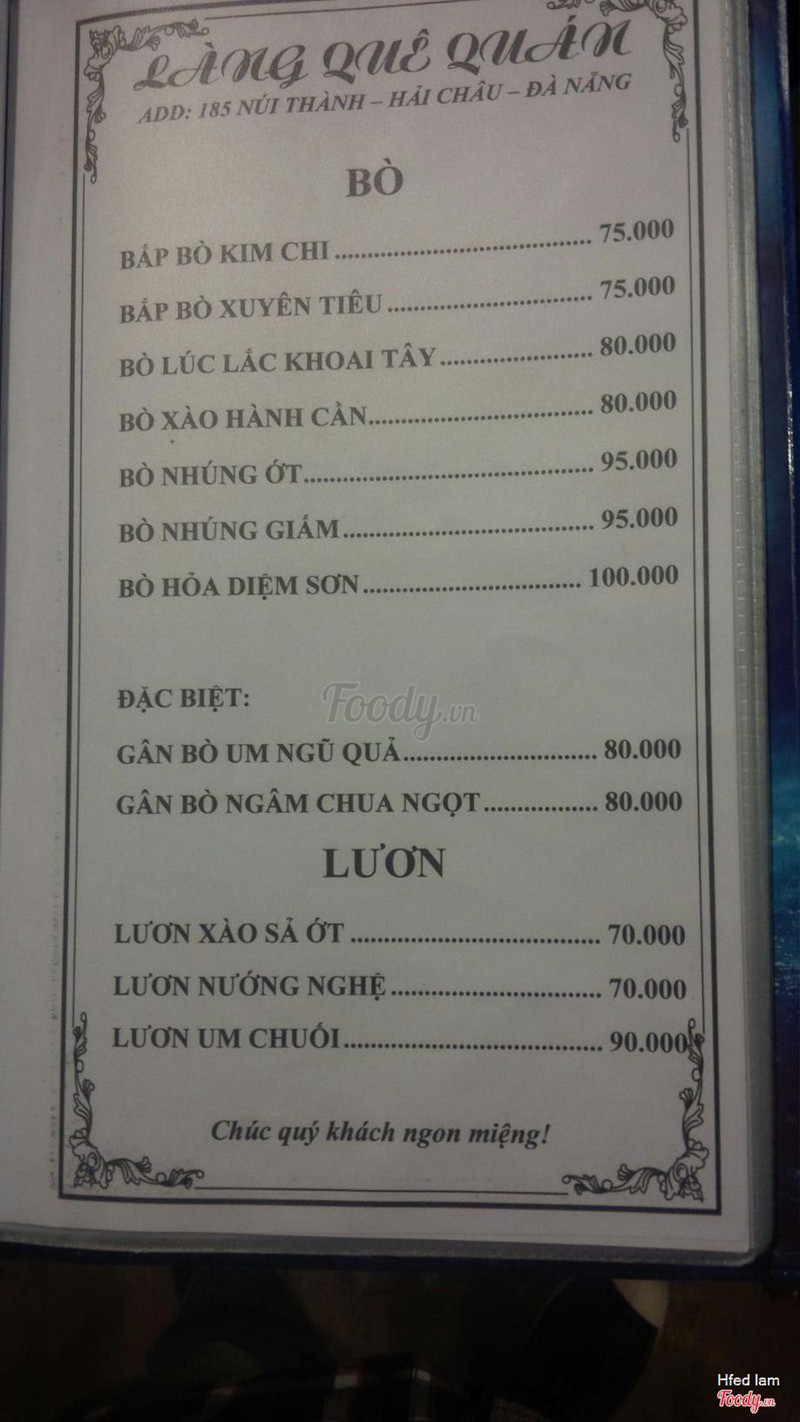 LÀNG QUÊ QUÁN
ADD: 185 NÚI THÀNH – HẢI CHÂU – ĐÀ NẴNG
BÒ
BẮP BÒ KIM CHI ........................................ 75.000
BẮP BÒ XUYÊN TIÊU ................................ 75.000
BÒ LÚC LẮC KHOAI TÂY ........................ 80.000
BÒ XÀO HÀNH CẦN................................... 80.000
BÒ NHÚNG ỚT............................................. 95.000
BÒ NHÚNG GIẤM ....................................... 95.000
BÒ HỎA DIỆM SƠN .................................. 100.000
ĐẶC BIỆT:
Foody.vn
GÂN BÒ UM NGŨ QUẢ.............................. 80.000
GÂN BÒ NGÂM CHUA NGỌT .................. 80.000
LƯƠN
LƯƠN XÀO SẢ ỚT ....................................... 70.000
LƯƠN NƯỚNG NGHỆ ................................. 70.000
LƯƠN UM CHUỐI ........................................ 90.000
Chúc quý khách ngon miệng!
Hfed Iam
Foody.vn